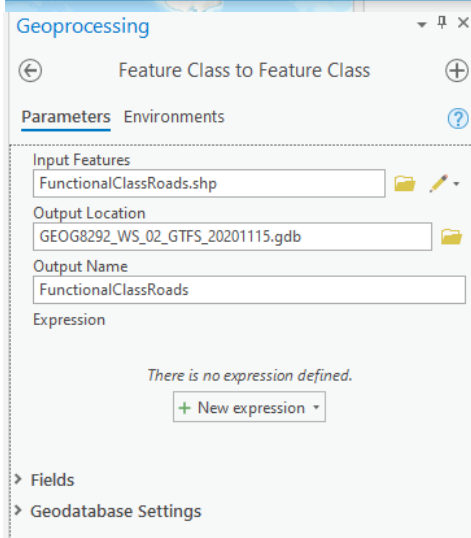 Geoprocessing
Feature Class to Feature Class
Parameters Environments
Input Features
FunctionalClassRoads.shp
Output Location
GEOG8292_WS_02_GTFS_20201115.gdb
Output Name
FunctionalClassRoads
Expression
There is no expression defined.
+ New expression
Fields
Geodatabase Settings